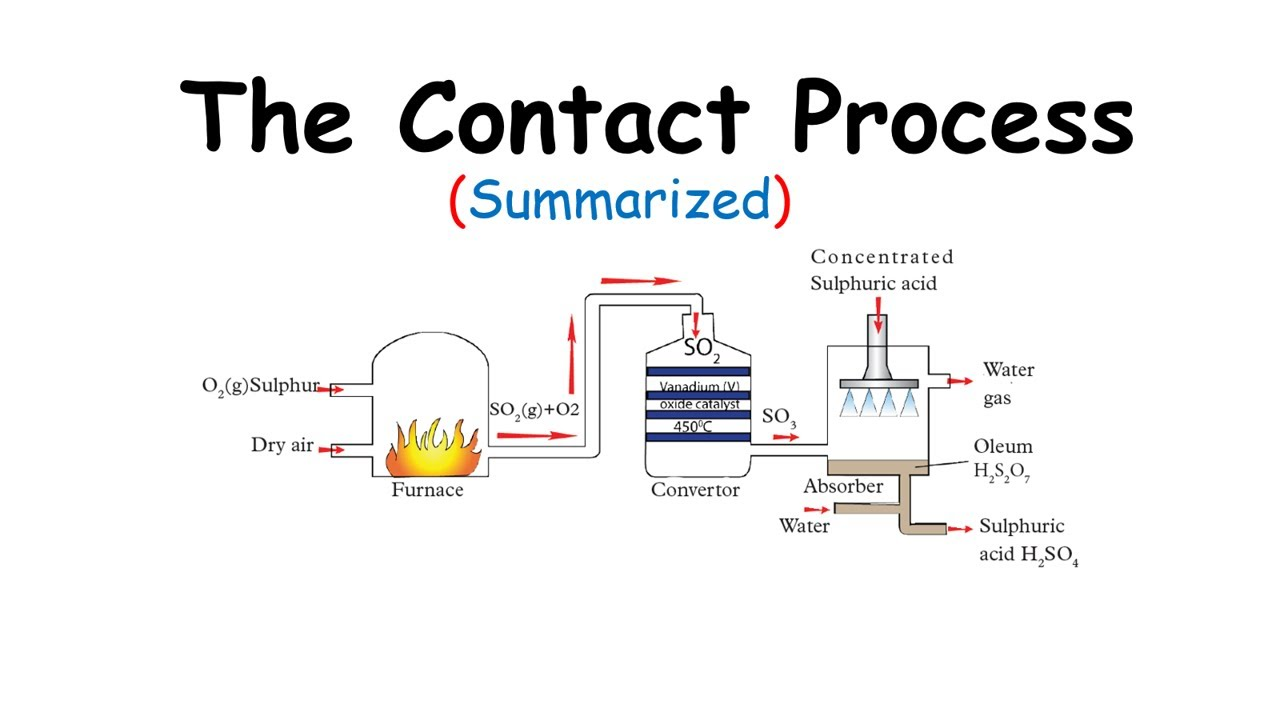 The Contact Process
(Summarized)
Concentrated
Sulphuric acid
O₂(g)Sulphur
Dry air
Furnace
SO₂(g)+O2
SO₂
Vanadium (V)
oxide catalyst
450⁰C
Convertor
SO₃
Water
gas
Oleum
H₂S₂O₇
Absorber
Water
Sulphuric
acid H₂SO₄